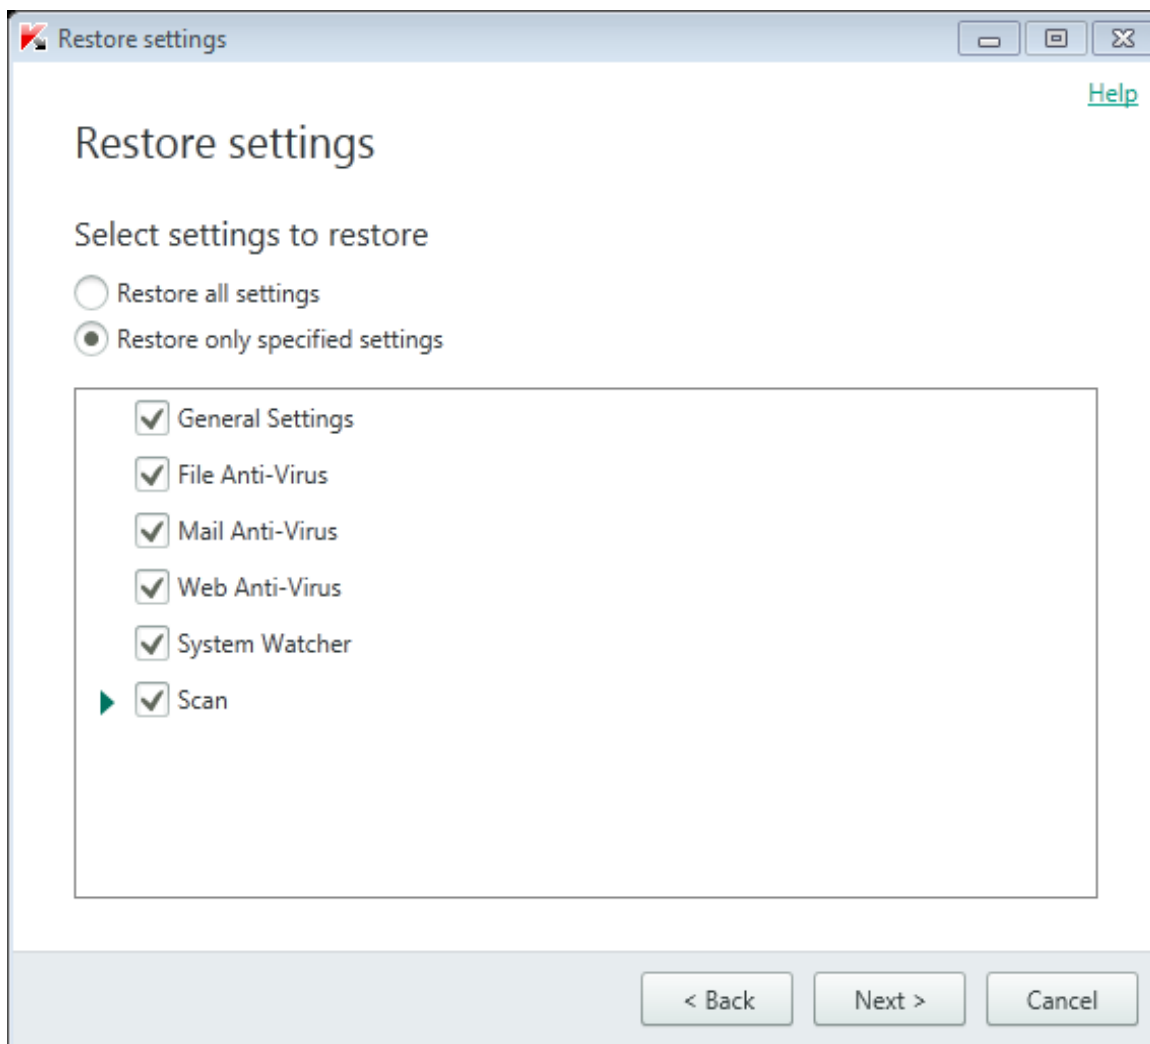 Restore settings
Help
Restore settings
Select settings to restore
Restore all settings
Restore only specified settings
General Settings
File Anti-Virus
Mail Anti-Virus
Web Anti-Virus
System Watcher
Scan
< Back
Next >
Cancel